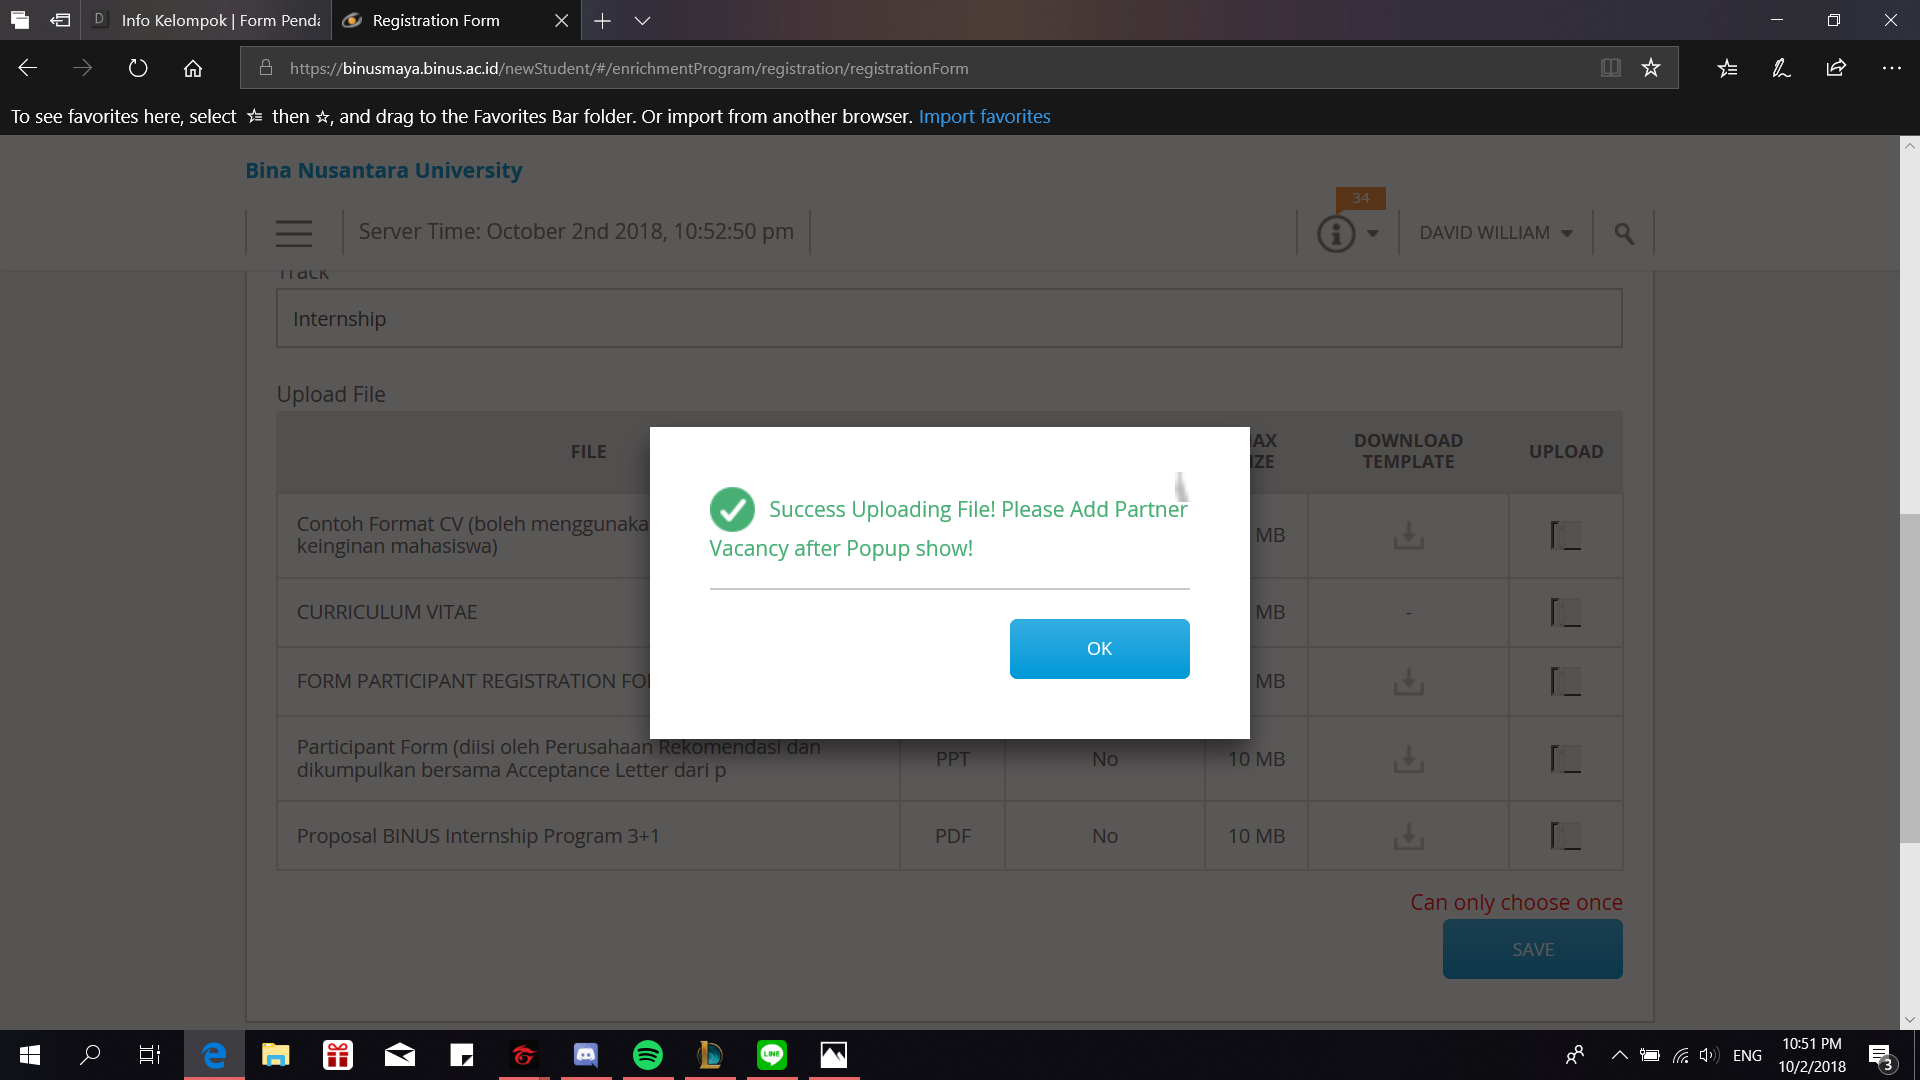 Info Kelompok | Form Penda
Registration Form
https://binusmaya.binus.ac.id/newStudent/#/enrichmentProgram/registration/registrationForm
To see favorites here, select then , and drag to the Favorites Bar folder. Or import from another browser. Import favorites
Bina Nusantara University
34
Server Time: October 2nd 2018, 10:52:50 pm
DAVID WILLIAM
Track
Internship
Upload File
FILE
AX
IZE
DOWNLOAD
TEMPLATE
UPLOAD
Contoh Format CV (boleh menggunaka
keinginan mahasiswa)
MB
CURRICULUM VITAE
MB
-
FORM PARTICIPANT REGISTRATION FO
MB
Participant Form (diisi oleh Perusahaan Rekomendasi dan
dikumpulkan bersama Acceptance Letter dari p
PPT
No
10 MB
Proposal BINUS Internship Program 3+1
PDF
No
10 MB
Success Uploading File! Please Add Partner
Vacancy after Popup show!
OK
Can only choose once
SAVE
LINE
ENG
10:51 PM
10/2/2018
3